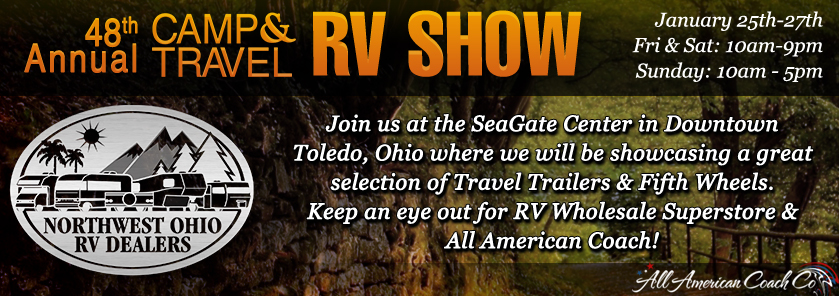 48th Annual CAMP& TRAVEL RV SHOW
January 25th-27th
Fri & Sat: 10am-9pm
Sunday: 10am - 5pm
Join us at the SeaGate Center in Downtown
Toledo, Ohio where we will be showcasing a great
selection of Travel Trailers & Fifth Wheels.
Keep an eye out for RV Wholesale Superstore &
All American Coach!
NORTHWEST OHIO
RV DEALERS
All American Coach Co